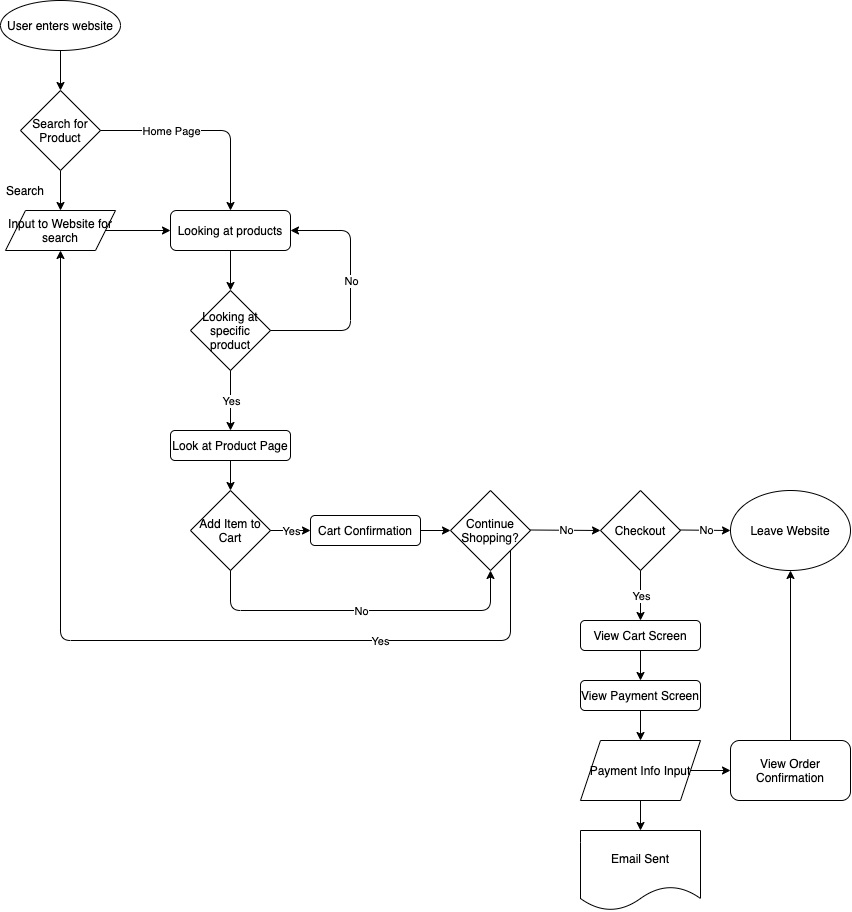 User enters website
Search for
Product
Home Page
Search
Input to Website for
search
Looking at products
No
Looking at
specific
product
Yes
Look at Product Page
Add Item to
Cart
Yes
Cart Confirmation
Continue
Shopping?
No
Checkout
No
Leave Website
Yes
No
Yes
View Cart Screen
View Payment Screen
Payment Info Input
View Order
Confirmation
Email Sent